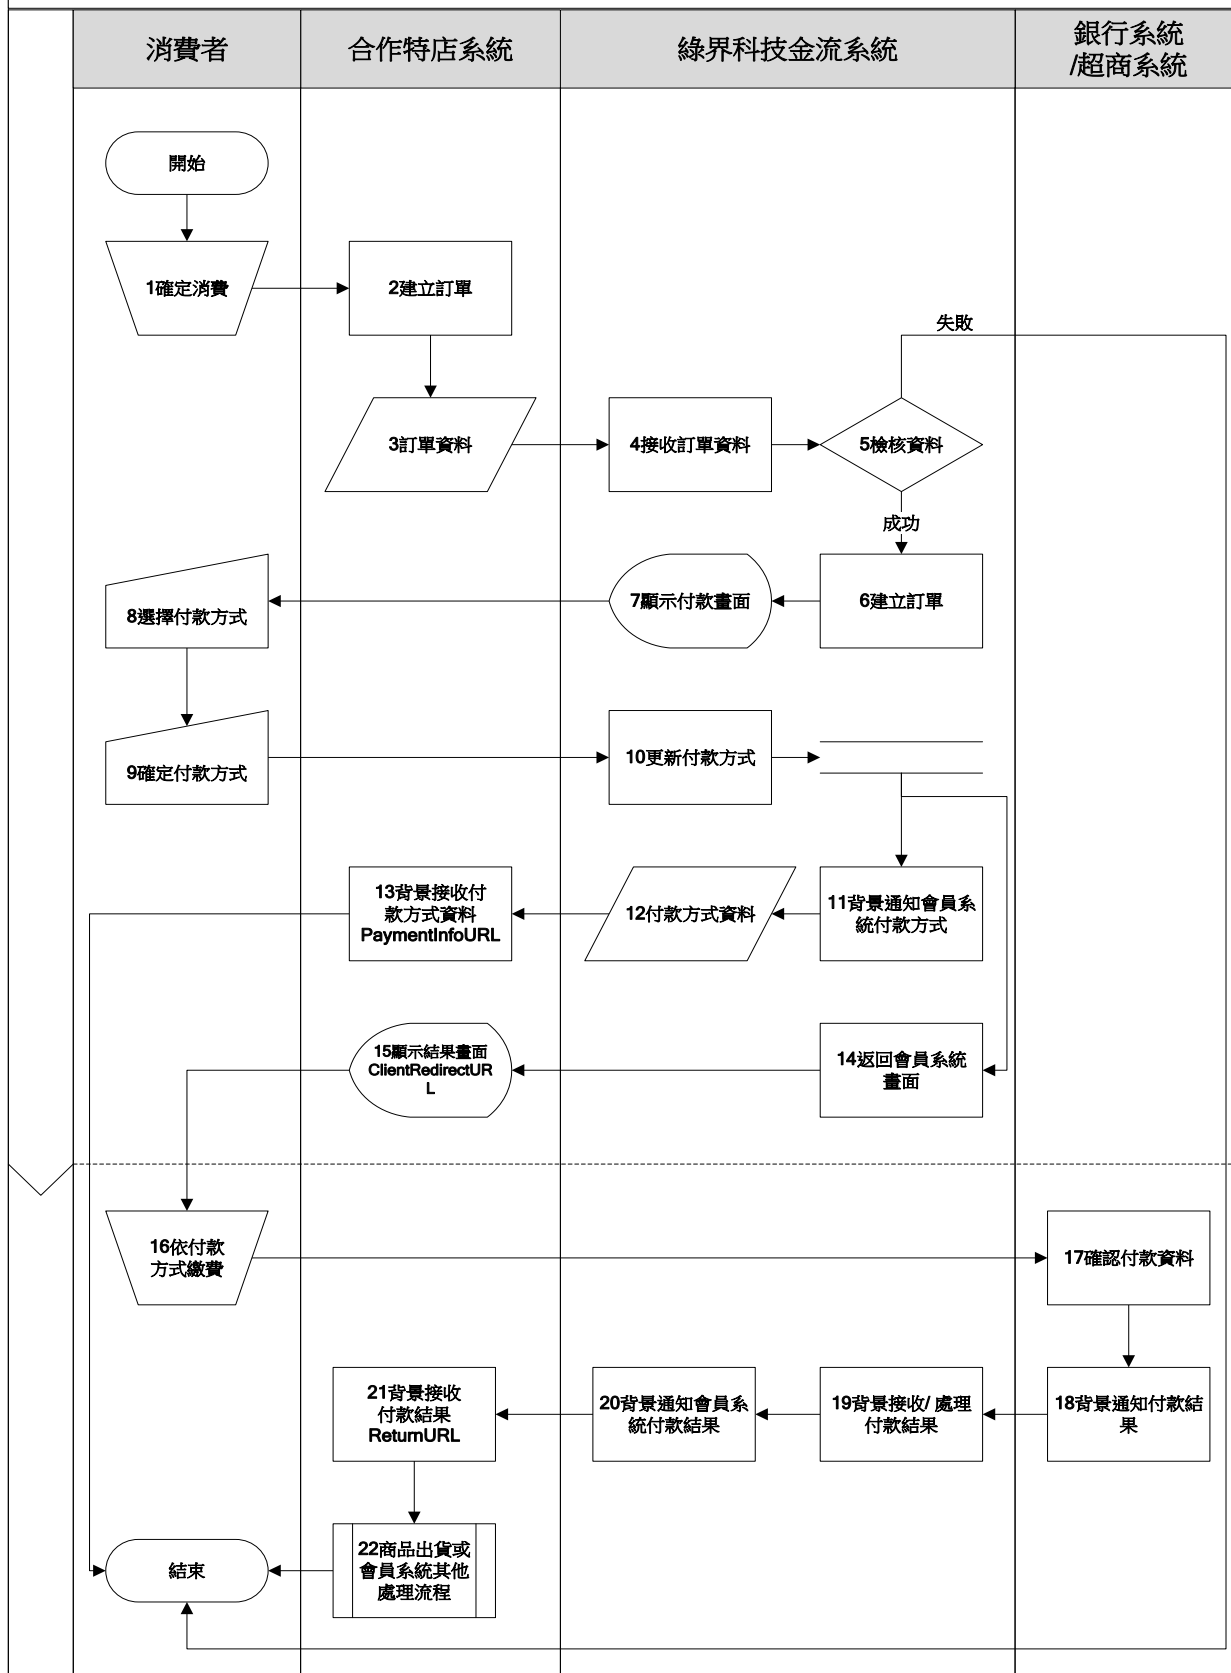 消費者
合作特店系統
綠界科技金流系統
銀行系統
/超商系統
開始
1確定消費
2建立訂單
失敗
3訂單資料
4接收訂單資料
5檢核資料
成功
8選擇付款方式
7顯示付款畫面
6建立訂單
9確定付款方式
10更新付款方式
13背景接收付
款方式資料
PaymentInfoURL
12付款方式資料
11背景通知會員系
統付款方式
15顯示結果畫面
ClientRedirectUR
L
14返回會員系統
畫面
16依付款
方式繳費
17確認付款資料
21背景接收
付款結果
ReturnURL
20背景通知會員系
統付款結果
19背景接收/ 處理
付款結果
18背景通知付款結
果
結束
22商品出貨或
會員系統其他
處理流程